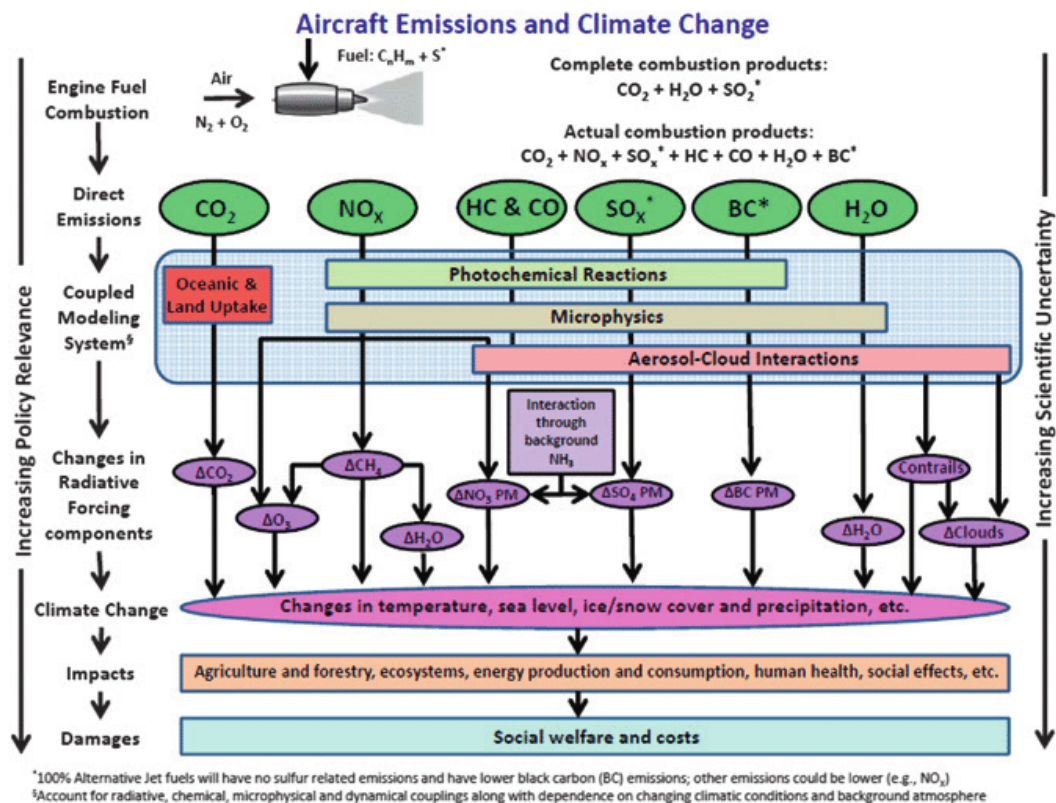 Aircraft Emissions and Climate Change
Fuel: CₙHₘ + S*
Engine Fuel
Combustion
Air
N₂ + O₂
Complete combustion products:
CO₂ + H₂O + SO₂*
Actual combustion products:
CO₂ + NOₓ + SOₓ* + HC + CO + H₂O + BC*
Direct
Emissions
CO₂
NOₓ
HC & CO
SOₓ*
BC*
H₂O
Coupled
Modeling
System§
Oceanic &
Land Uptake
Photochemical Reactions
Microphysics
Aerosol-Cloud Interactions
Interaction
through
background
NH₃
Changes in
Radiative
Forcing
components
ΔCO₂
ΔCH₄
ΔO₃
ΔH₂O
ΔNO₃ PM
ΔSO₄ PM
ΔBC PM
ΔH₂O
Contrails
ΔClouds
Climate Change
Changes in temperature, sea level, ice/snow cover and precipitation, etc.
Impacts
Agriculture and forestry, ecosystems, energy production and consumption, human health, social effects, etc.
Damages
Social welfare and costs
Increasing Policy Relevance
Increasing Scientific Uncertainty
*100% Alternative Jet fuels will have no sulfur related emissions and have lower black carbon (BC) emissions; other emissions could be lower (e.g., NOₓ)
§Account for radiative, chemical, microphysical and dynamical couplings along with dependence on changing climatic conditions and background atmosphere